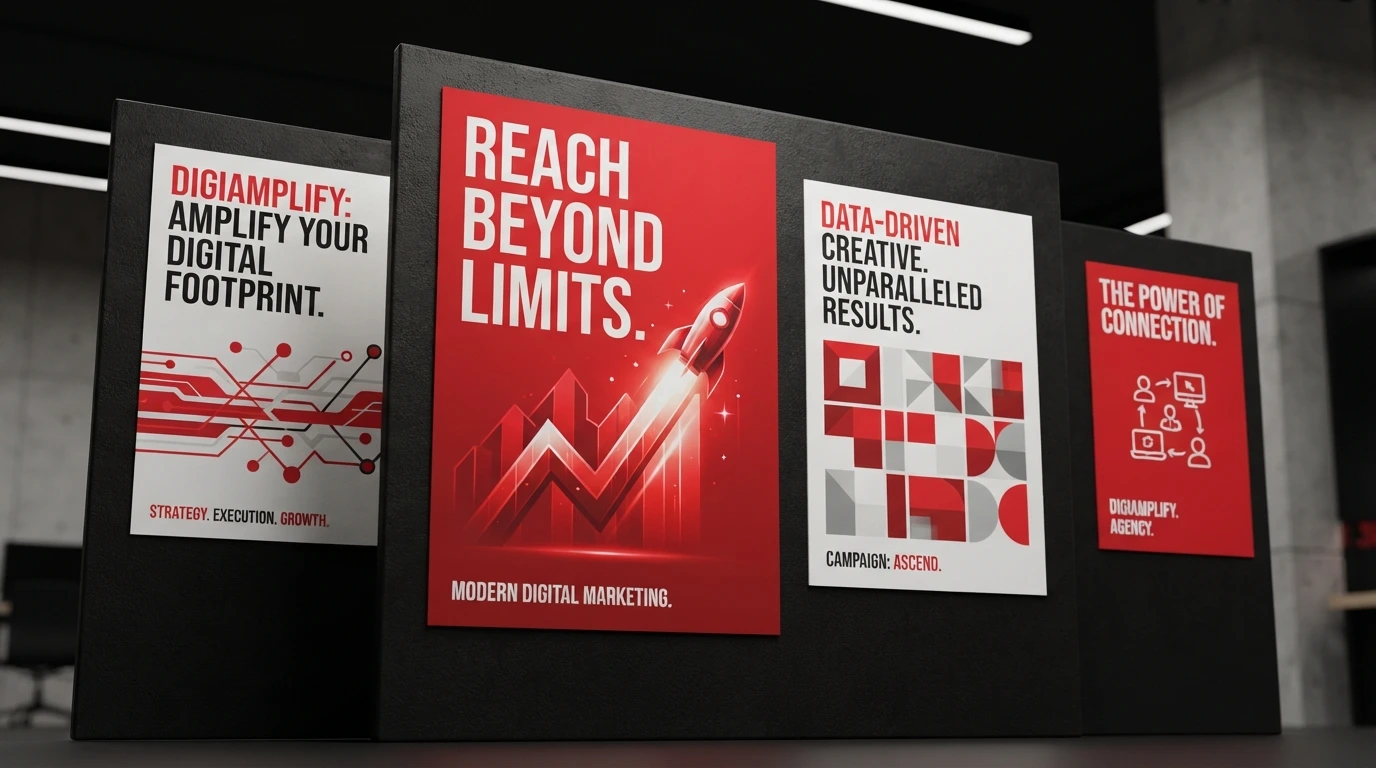 DIGIAMPLIFY:
AMPLIFY YOUR
DIGITAL
FOOTPRINT.
STRATEGY. EXECUTION. GROWTH.
REACH
BEYOND
LIMITS.
MODERN DIGITAL MARKETING.
DATA-DRIVEN
CREATIVE.
UNPARALLELED
RESULTS.
CAMPAIGN: ASCEND.
THE POWER OF
CONNECTION.
DIGIAMPLIFY.
AGENCY.